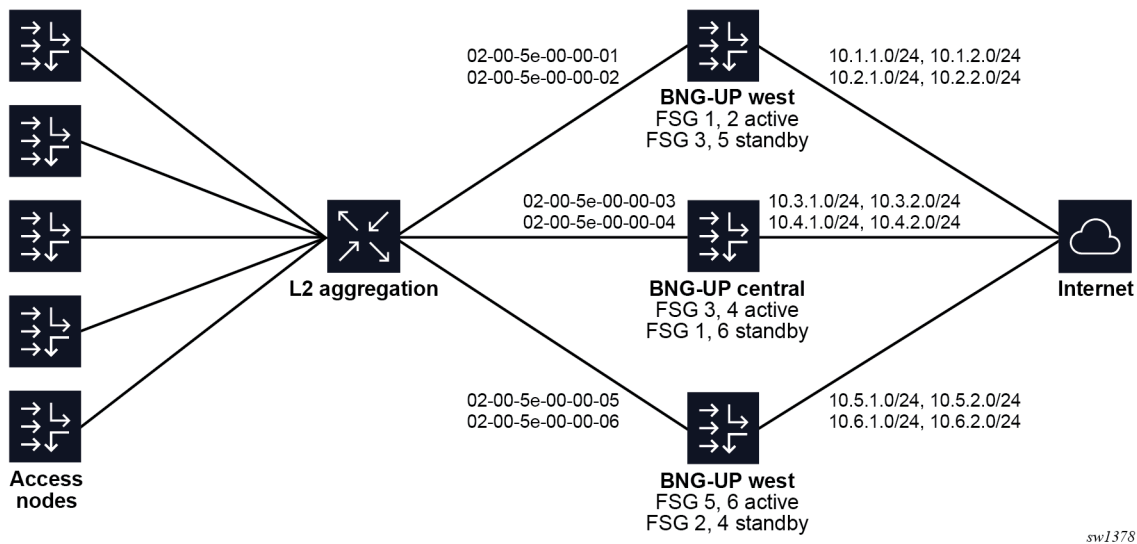 02-00-5e-00-00-01
02-00-5e-00-00-02
10.1.1.0/24, 10.1.2.0/24
10.2.1.0/24, 10.2.2.0/24
BNG-UP west
FSG 1, 2 active
FSG 3, 5 standby
02-00-5e-00-00-03
02-00-5e-00-00-04
10.3.1.0/24, 10.3.2.0/24
10.4.1.0/24, 10.4.2.0/24
L2 aggregation
BNG-UP central
FSG 3, 4 active
FSG 1, 6 standby
Internet
02-00-5e-00-00-05
02-00-5e-00-00-06
10.5.1.0/24, 10.5.2.0/24
10.6.1.0/24, 10.6.2.0/24
Access
nodes
BNG-UP west
FSG 5, 6 active
FSG 2, 4 standby
sw1378